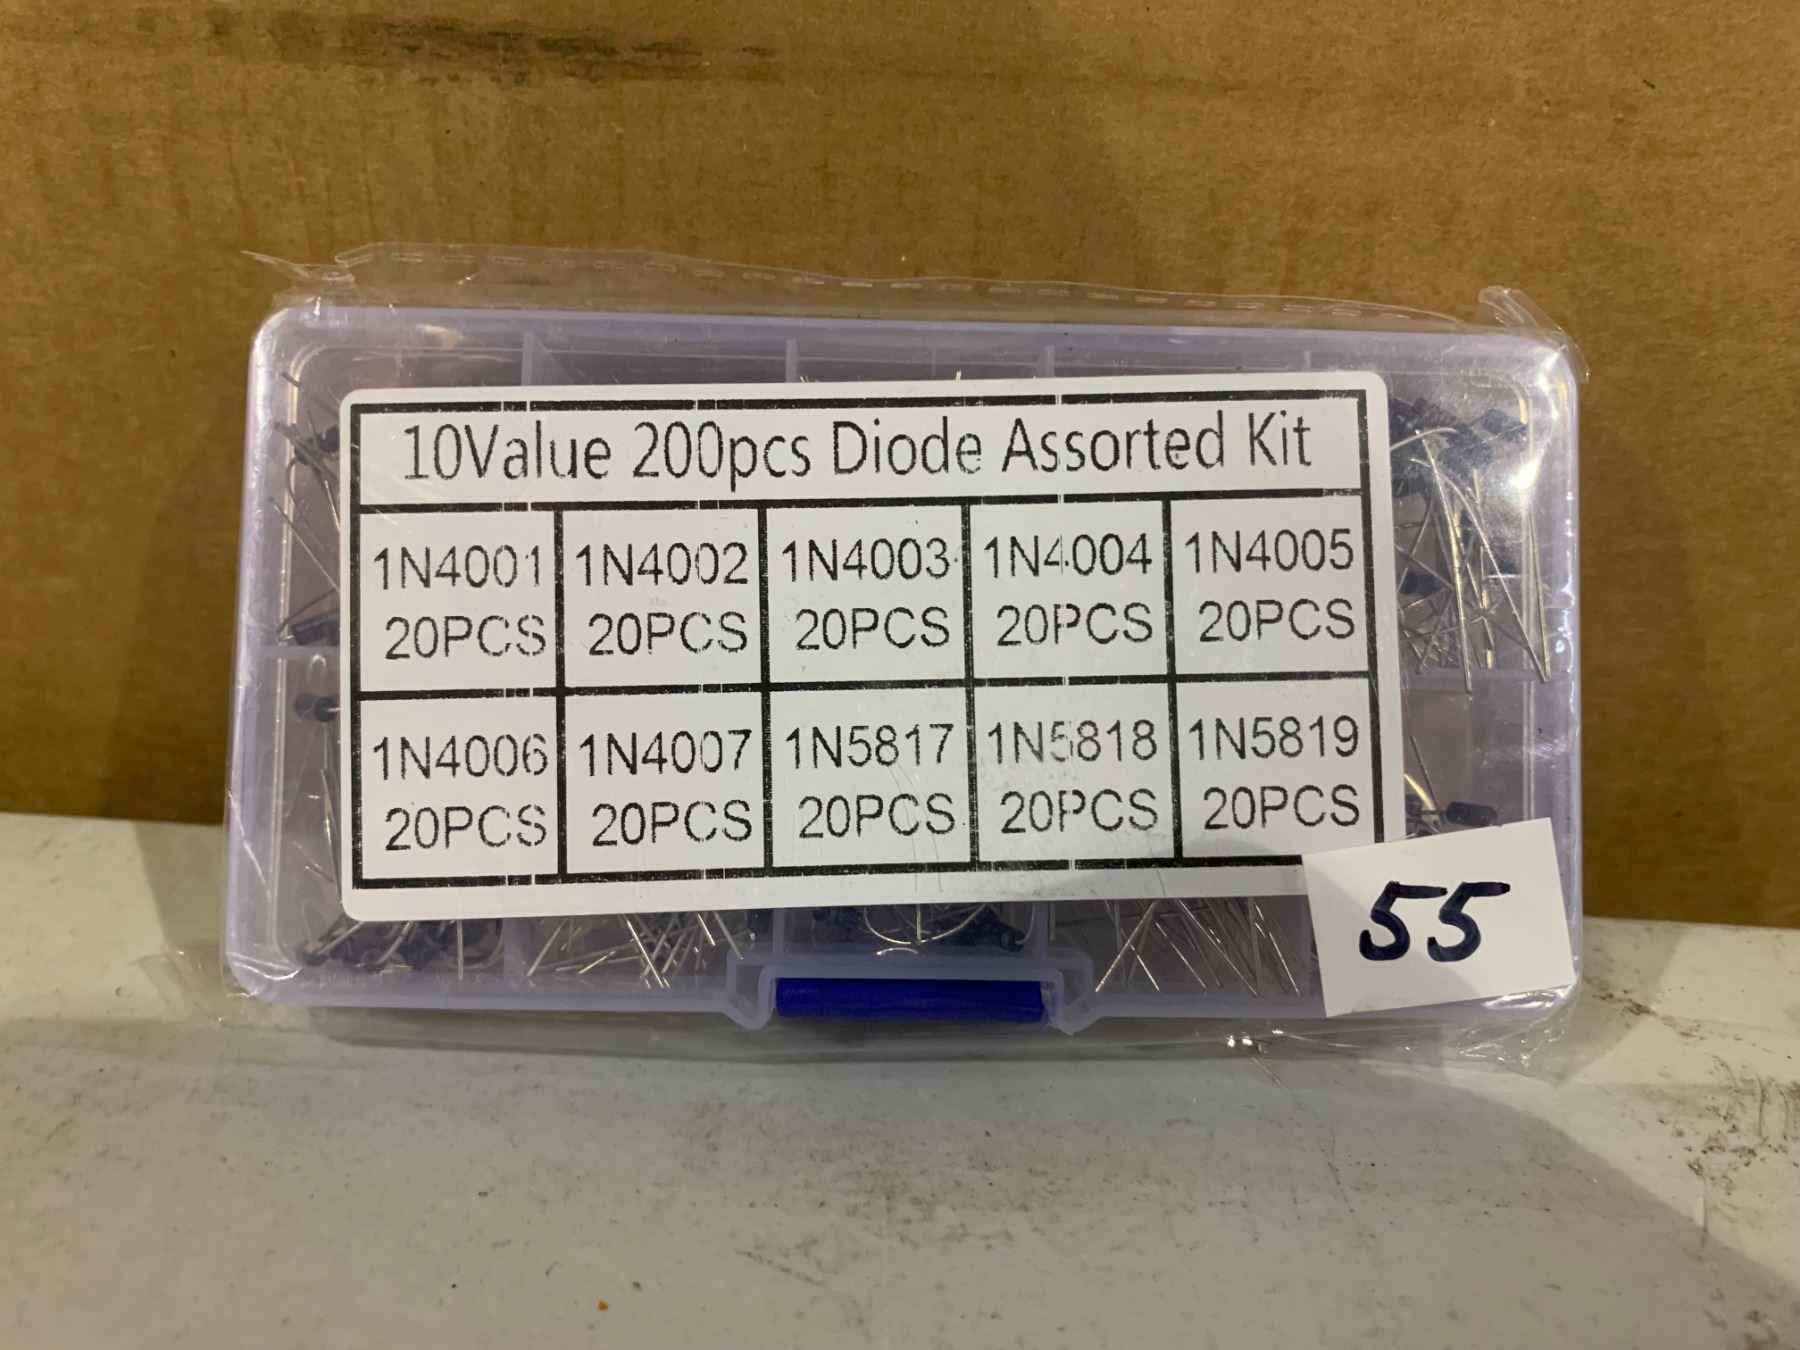 10Value 200pcs Diode Assorted Kit
1N4001 1N4002 1N4003 1N4004 1N4005
20PCS 20PCS 20PCS 20PCS 20PCS
1N4006 1N4007 1N5817 1N5818 1N5819
20PCS 20PCS 20PCS 20PCS 20PCS
55